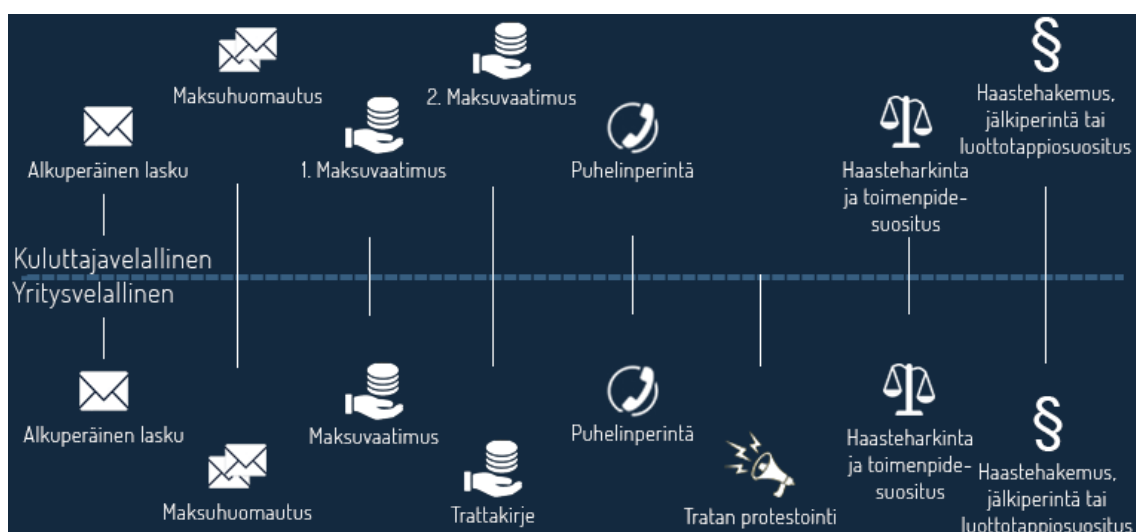 Alkuperäinen lasku
Maksuhuomautus
1. Maksuvaatimus
2. Maksuvaatimus
Puhelinperintä
Haasteharkinta
ja toimenpide-
suositus
§
Haastehakemus,
jälkiperintä tai
luottotappiosuositus
Kuluttajavelallinen
Yritysvelallinen
Alkuperäinen lasku
Maksuhuomautus
Maksuvaatimus
Trattakirje
Puhelinperintä
Tratan protestointi
Haasteharkinta
ja toimenpide-
suositus
§
Haastehakemus,
jälkiperintä tai
luottotappiosuositus